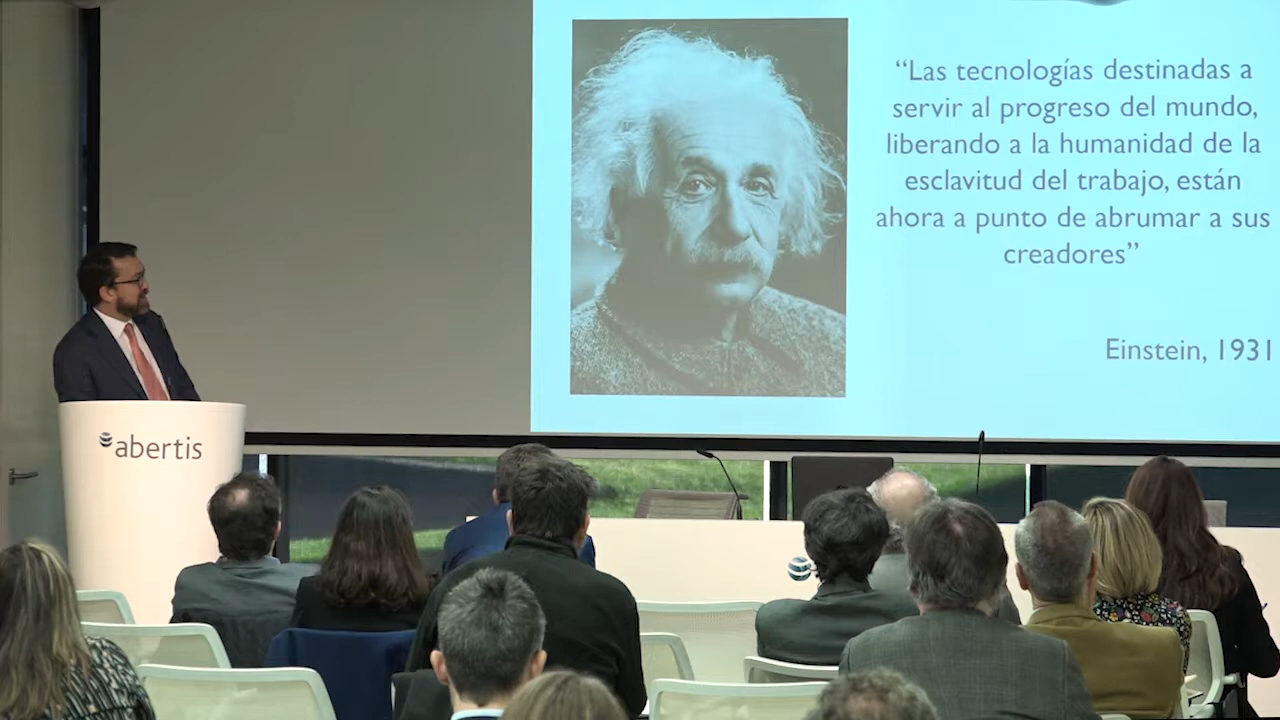 “Las tecnologías destinadas a
servir al progreso del mundo,
liberando a la humanidad de la
esclavitud del trabajo, están
ahora a punto de abrumar a sus
creadores”
Einstein, 1931
abertis